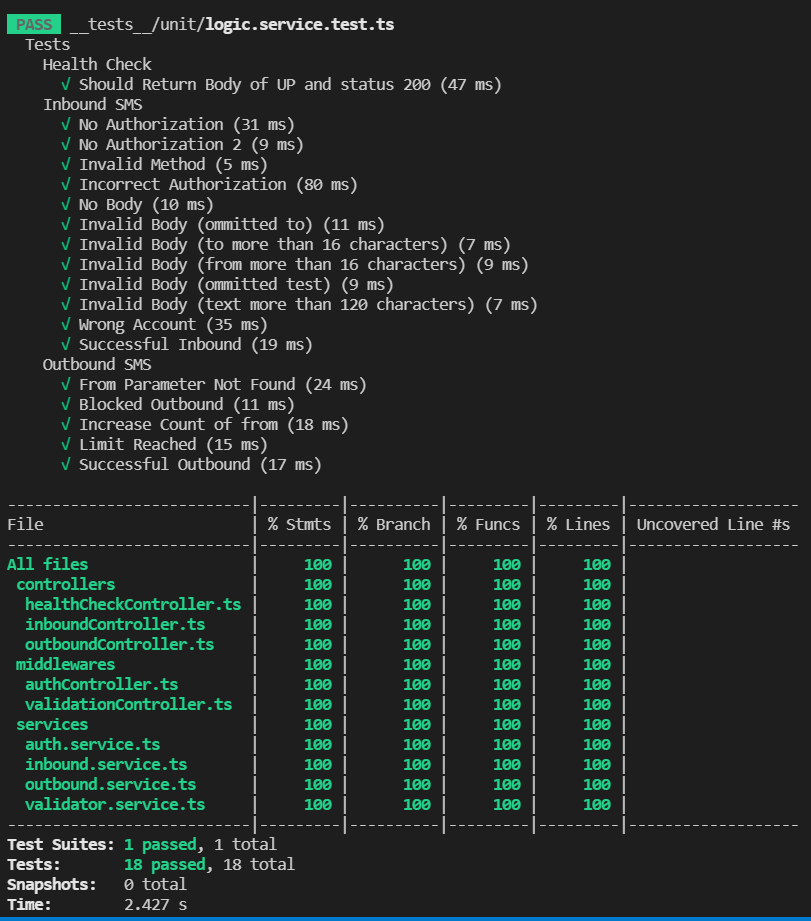 PASS __tests__/unit/logic.service.test.ts
Tests
Health Check
√ Should Return Body of UP and status 200 (47 ms)
Inbound SMS
√ No Authorization (31 ms)
√ No Authorization 2 (9 ms)
√ Invalid Method (5 ms)
√ Incorrect Authorization (80 ms)
√ No Body (10 ms)
√ Invalid Body (ommitted to) (11 ms)
√ Invalid Body (to more than 16 characters) (7 ms)
√ Invalid Body (from more than 16 characters) (9 ms)
√ Invalid Body (ommitted test) (9 ms)
√ Invalid Body (text more than 120 characters) (7 ms)
√ Wrong Account (35 ms)
√ Successful Inbound (19 ms)
Outbound SMS
√ From Parameter Not Found (24 ms)
√ Blocked Outbound (11 ms)
√ Increase Count of from (18 ms)
√ Limit Reached (15 ms)
√ Successful Outbound (17 ms)
---------------------------|---------|----------|---------|---------|-------------------
File | % Stmts | % Branch | % Funcs | % Lines | Uncovered Line #s
---------------------------|---------|----------|---------|---------|-------------------
All files | 100 | 100 | 100 | 100 |
controllers | 100 | 100 | 100 | 100 |
healthCheckController.ts | 100 | 100 | 100 | 100 |
inboundController.ts | 100 | 100 | 100 | 100 |
outboundController.ts | 100 | 100 | 100 | 100 |
middlewares | 100 | 100 | 100 | 100 |
authController.ts | 100 | 100 | 100 | 100 |
validationController.ts | 100 | 100 | 100 | 100 |
services | 100 | 100 | 100 | 100 |
auth.service.ts | 100 | 100 | 100 | 100 |
inbound.service.ts | 100 | 100 | 100 | 100 |
outbound.service.ts | 100 | 100 | 100 | 100 |
validator.service.ts | 100 | 100 | 100 | 100 |
---------------------------|---------|----------|---------|---------|-------------------
Test Suites: 1 passed, 1 total
Tests: 18 passed, 18 total
Snapshots: 0 total
Time: 2.427 s